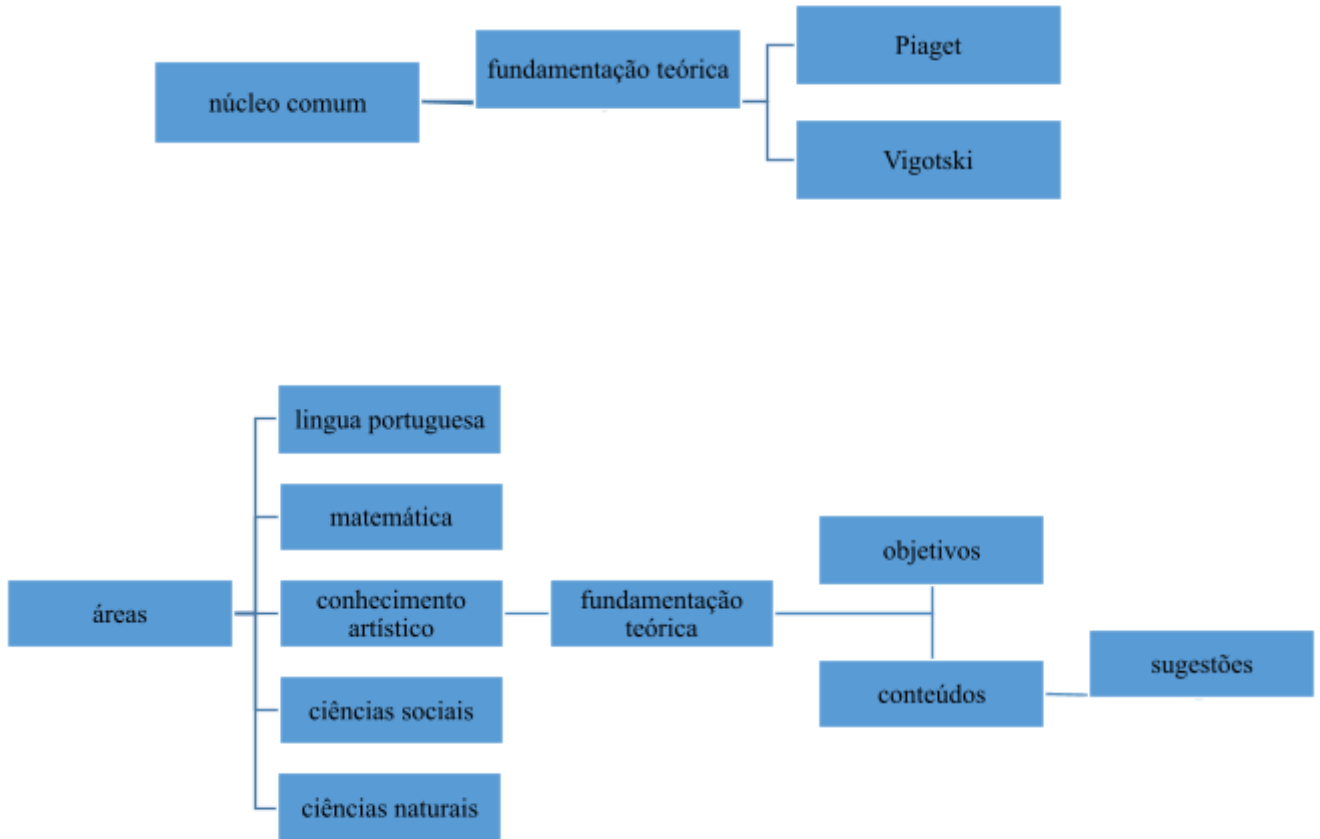 núcleo comum
fundamentação teórica
Piaget
Vigotski
áreas
lingua portuguesa
matemática
conhecimento
artístico
ciências sociais
ciências naturais
fundamentação
teórica
objetivos
conteúdos
sugestões